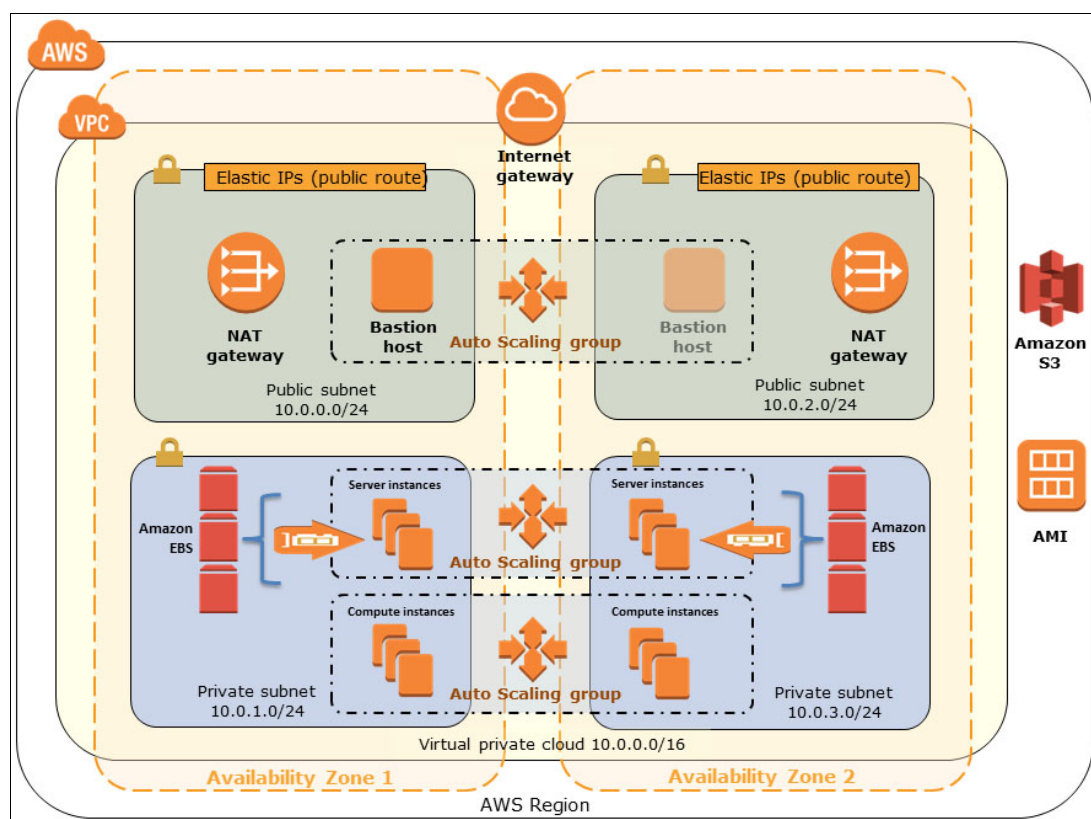 AWS
VPC
Internet
gateway
Elastic IPs (public route)
NAT
gateway
Bastion
host
Auto Scaling group
Public subnet
10.0.0.0/24
Elastic IPs (public route)
Bastion
host
NAT
gateway
Public subnet
10.0.2.0/24
Amazon
EBS
Server instances
Auto Scaling group
Server instances
Amazon
EBS
Compute instances
Auto Scaling group
Compute instances
Private subnet
10.0.1.0/24
Private subnet
10.0.3.0/24
Virtual private cloud 10.0.0.0/16
Availability Zone 1
Availability Zone 2
AWS Region
Amazon
S3
AMI